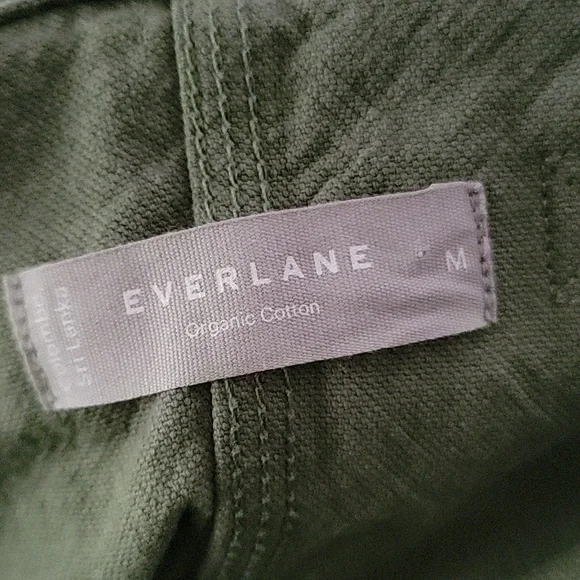 EVERLANE
M
Organic Cotton
Sri Lanka